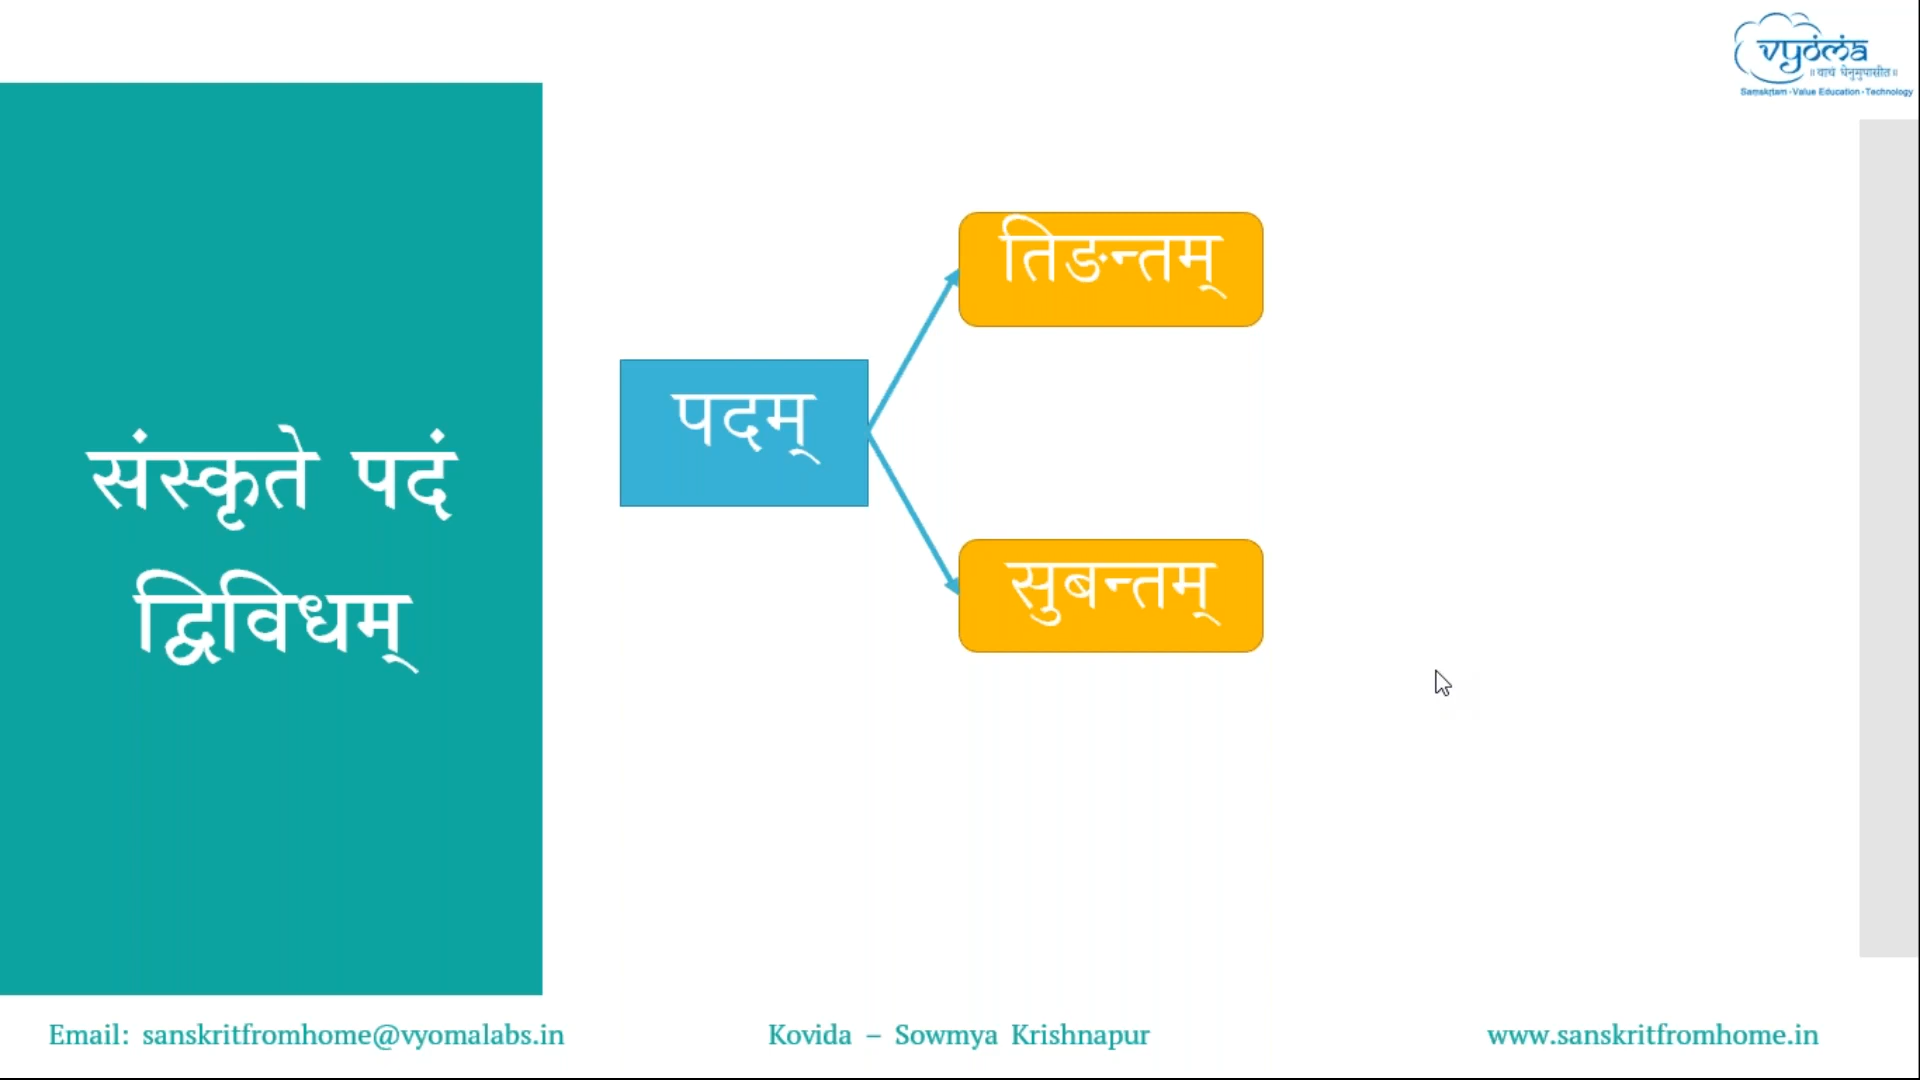 vyoma
॥ वाचं धेनुमुपासीत॥
Samskrtam - Value Education - Technology
संस्कृते पदं
द्विविधम्
पदम्
तिङन्तम्
सुबन्तम्
Email: sanskritfromhome@vyomalabs.in
Kovida – Sowmya Krishnapur
www.sanskritfromhome.in